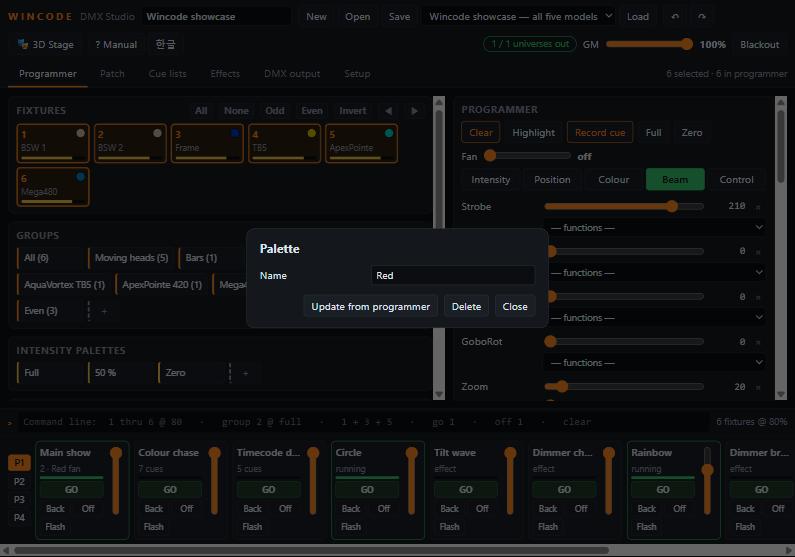 WINCODE DMX Studio Wincode showcase New Open Save Wincode showcase — all five models Load
3D Stage ? Manual 한글 1 / 1 universes out GM 100% Blackout
Programmer Patch Cue lists Effects DMX output Setup 6 selected · 6 in programmer
FIXTURES All None Odd Even Invert
1 2 3 4 5
BSW 1 BSW 2 Frame TB5 ApexPointe
6
Mega480
GROUPS
All (6) Moving heads (5) Bars (1)
AquaVortex TB5 (1) ApexPointe 420 (1) Mega4
Even (3) +
INTENSITY PALETTES
Full 50 % Zero +
PROGRAMMER
Clear Highlight Record cue Full Zero
Fan off
Intensity Position Colour Beam Control
Strobe 210 ×
— functions —
0 ×
— functions —
0 ×
— functions —
GoboRot 0 ×
— functions —
Zoom 20 ×
Palette
Name Red
Update from programmer Delete Close
> Command line: 1 thru 6 @ 80 · group 2 @ full · 1 + 3 + 5 · go 1 · off 1 · clear 6 fixtures @ 80%
P1 P2 P3 P4
Main show Colour chase Timecode d... Circle Tilt wave Dimmer ch... Rainbow Dimmer br...
2 · Red fan 7 cues 5 cues running effect effect running effect
GO GO GO GO GO GO GO GO
Back Off Back Off Back Off Back Off Back Off Back Off Back Off Back Off
Flash Flash Flash Flash Flash Flash Flash Flash